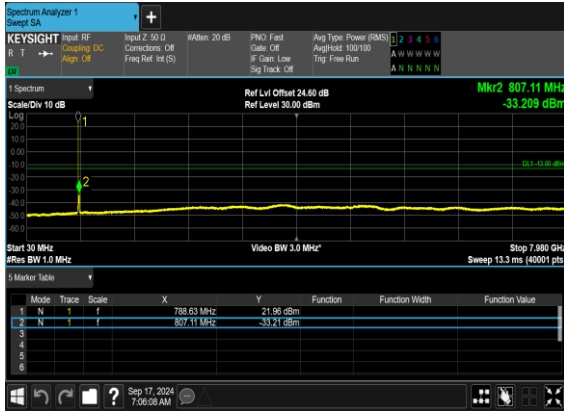 Spectrum Analyzer 1
Swept SA
+
KEYSIGHT Input: RF Input Z: 50 Ω #Atten: 20 dB PNO: Fast Avg Type: Power (RMS) 1 2 3 4 5 6
R T Coupling: DC Corrections: Off Gate: Off Avg|Hold: 100/100 A W W W W W
Align: Off Freq Ref: Int (S) IF Gain: Low Trig: Free Run
Sig Track: Off A N N N N N
1 Spectrum Ref Lvl Offset 24.60 dB Mkr2 807.11 MHz
Scale/Div 10 dB Ref Level 30.00 dBm -33.209 dBm
Log
20.0
10.0
0.00
-10.0
-20.0
-30.0
-40.0
-50.0
-60.0
1
2
DL1 -13.00 dBm
Start 30 MHz Video BW 3.0 MHz* Stop 7.980 GHz
#Res BW 1.0 MHz Sweep 13.3 ms (40001 pts)
5 Marker Table
Mode Trace Scale X Y Function Function Width Function Value
1 N 1 f 788.63 MHz 21.96 dBm
2 N 1 f 807.11 MHz -33.21 dBm
3
4
5
6
? Sep 17, 2024
7:06:08 AM